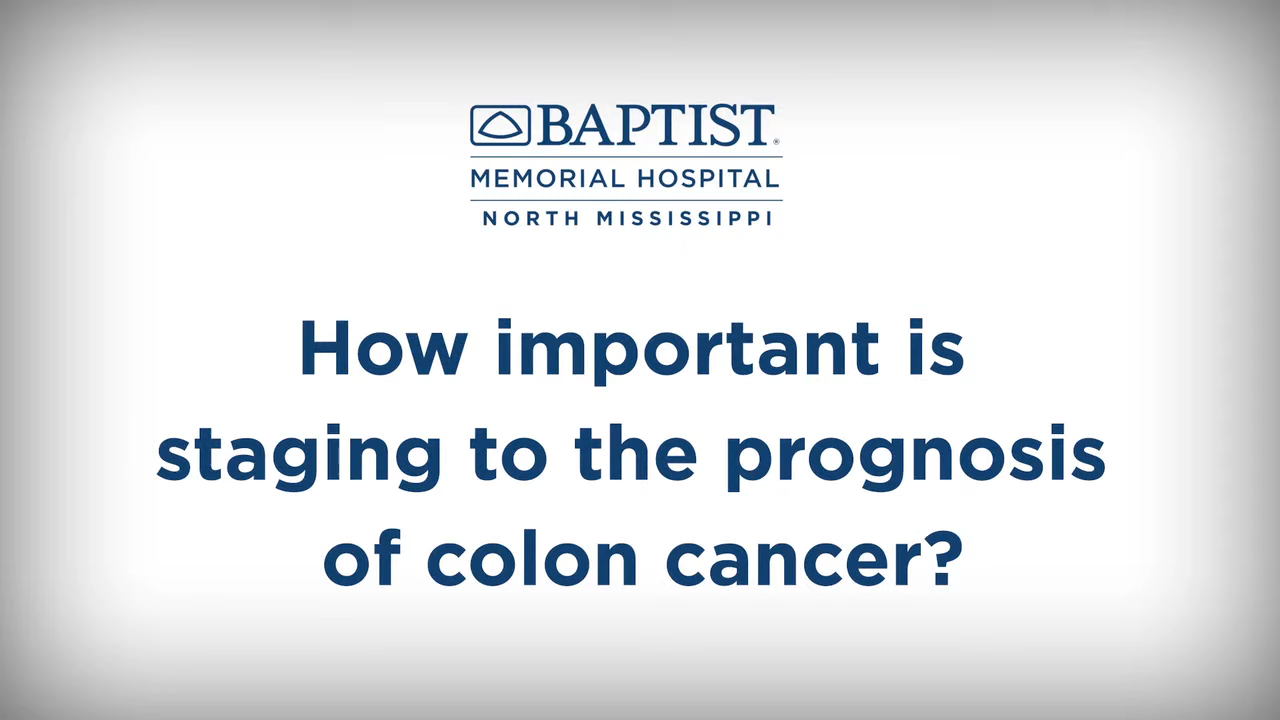 BAPTIST®
MEMORIAL HOSPITAL
NORTH MISSISSIPPI
How important is
staging to the prognosis
of colon cancer?